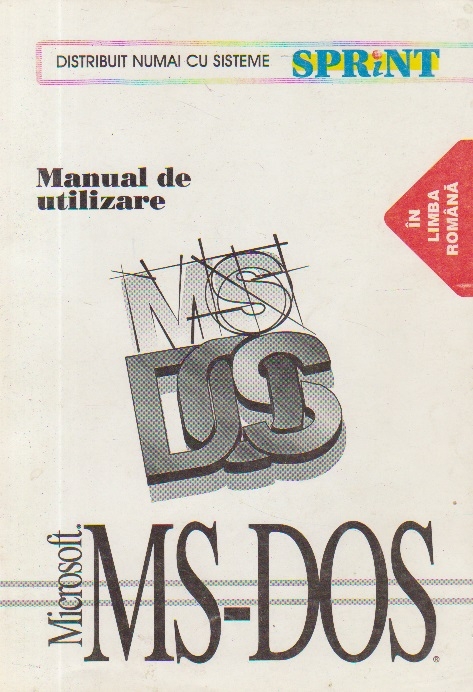 DISTRIBUIT NUMAI CU SISTEME SPRiNT
Manual de
utilizare
ÎN
LIMBA
ROMÂNĂ
MS
DOS
Microsoft®
MS-DOS®